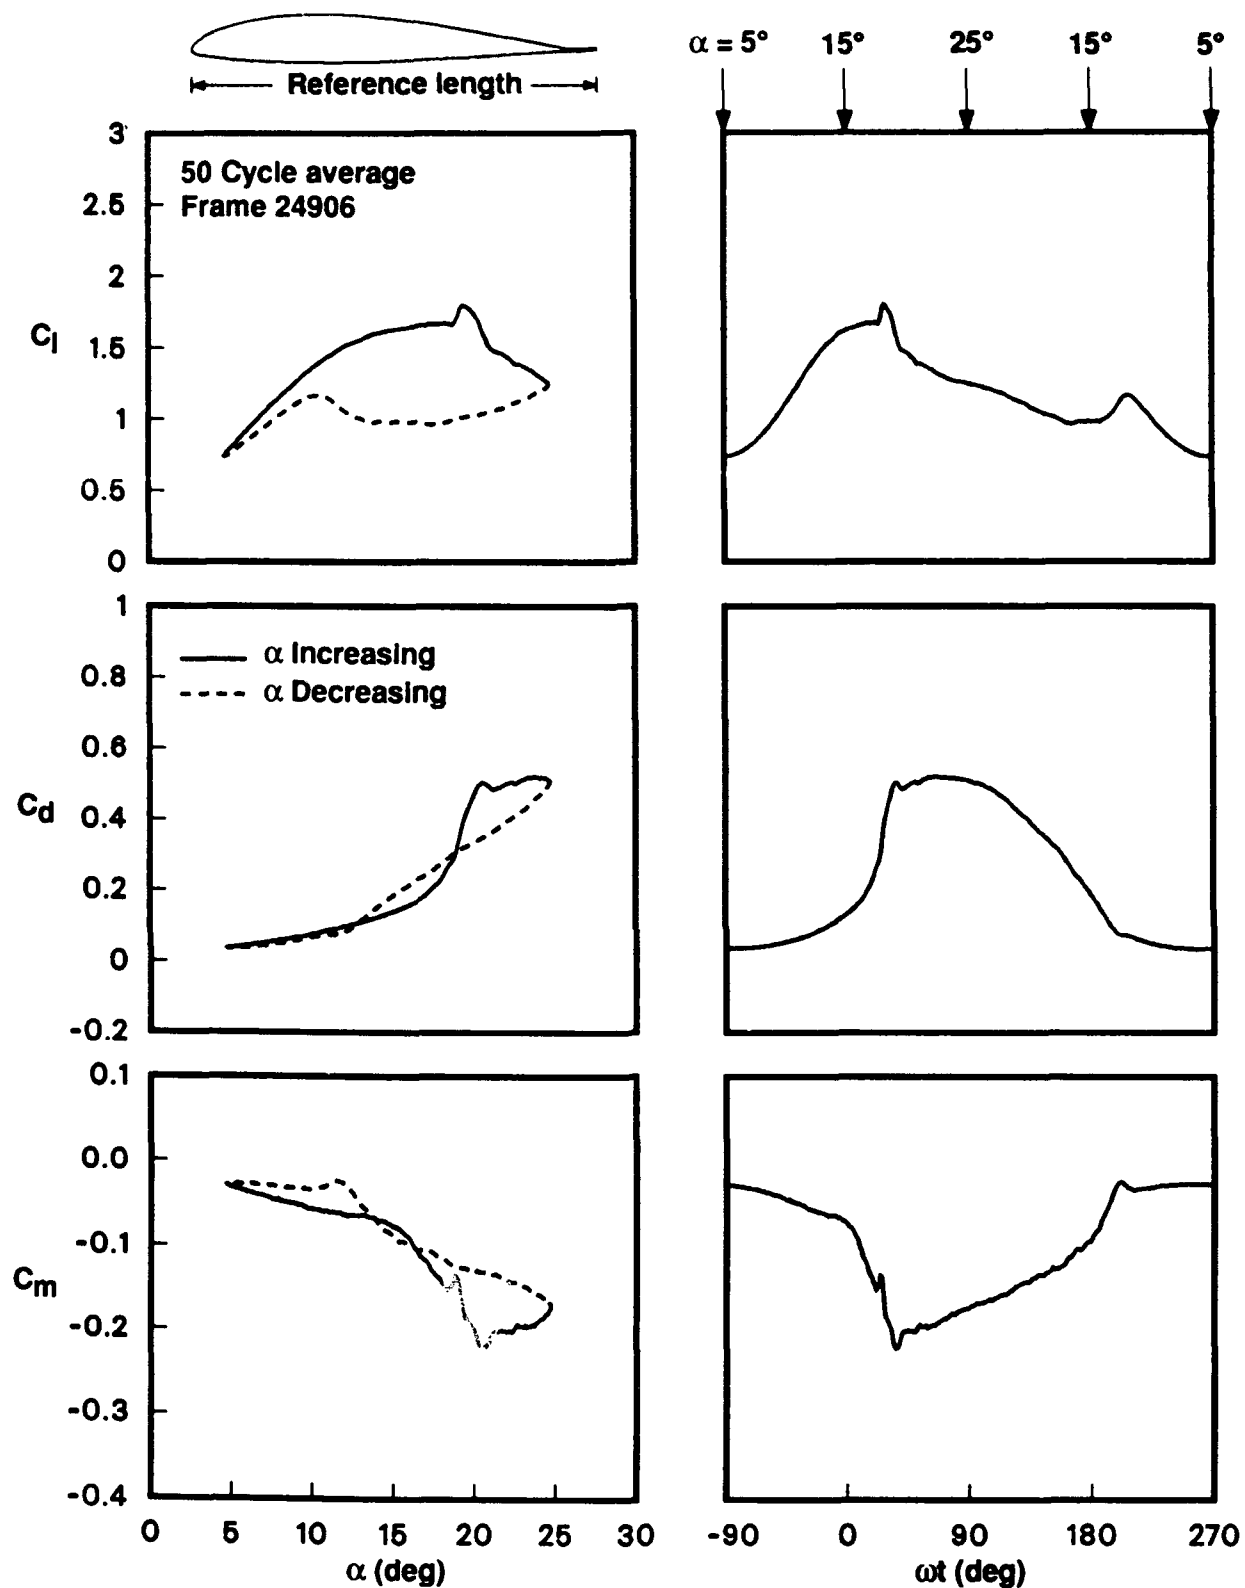 Reference length
α = 5° 15° 25° 15° 5°
3
50 Cycle average
Frame 24906
2.5
2
1.5
Cl
1
0.5
0
1
α Increasing
α Decreasing
0.8
0.6
0.4
Cd
0.2
0
-0.2
0.1
0.0
-0.1
Cm
-0.2
-0.3
-0.4
0 5 10 15 20 25 30
α (deg)
-90 0 90 180 270
ωt (deg)